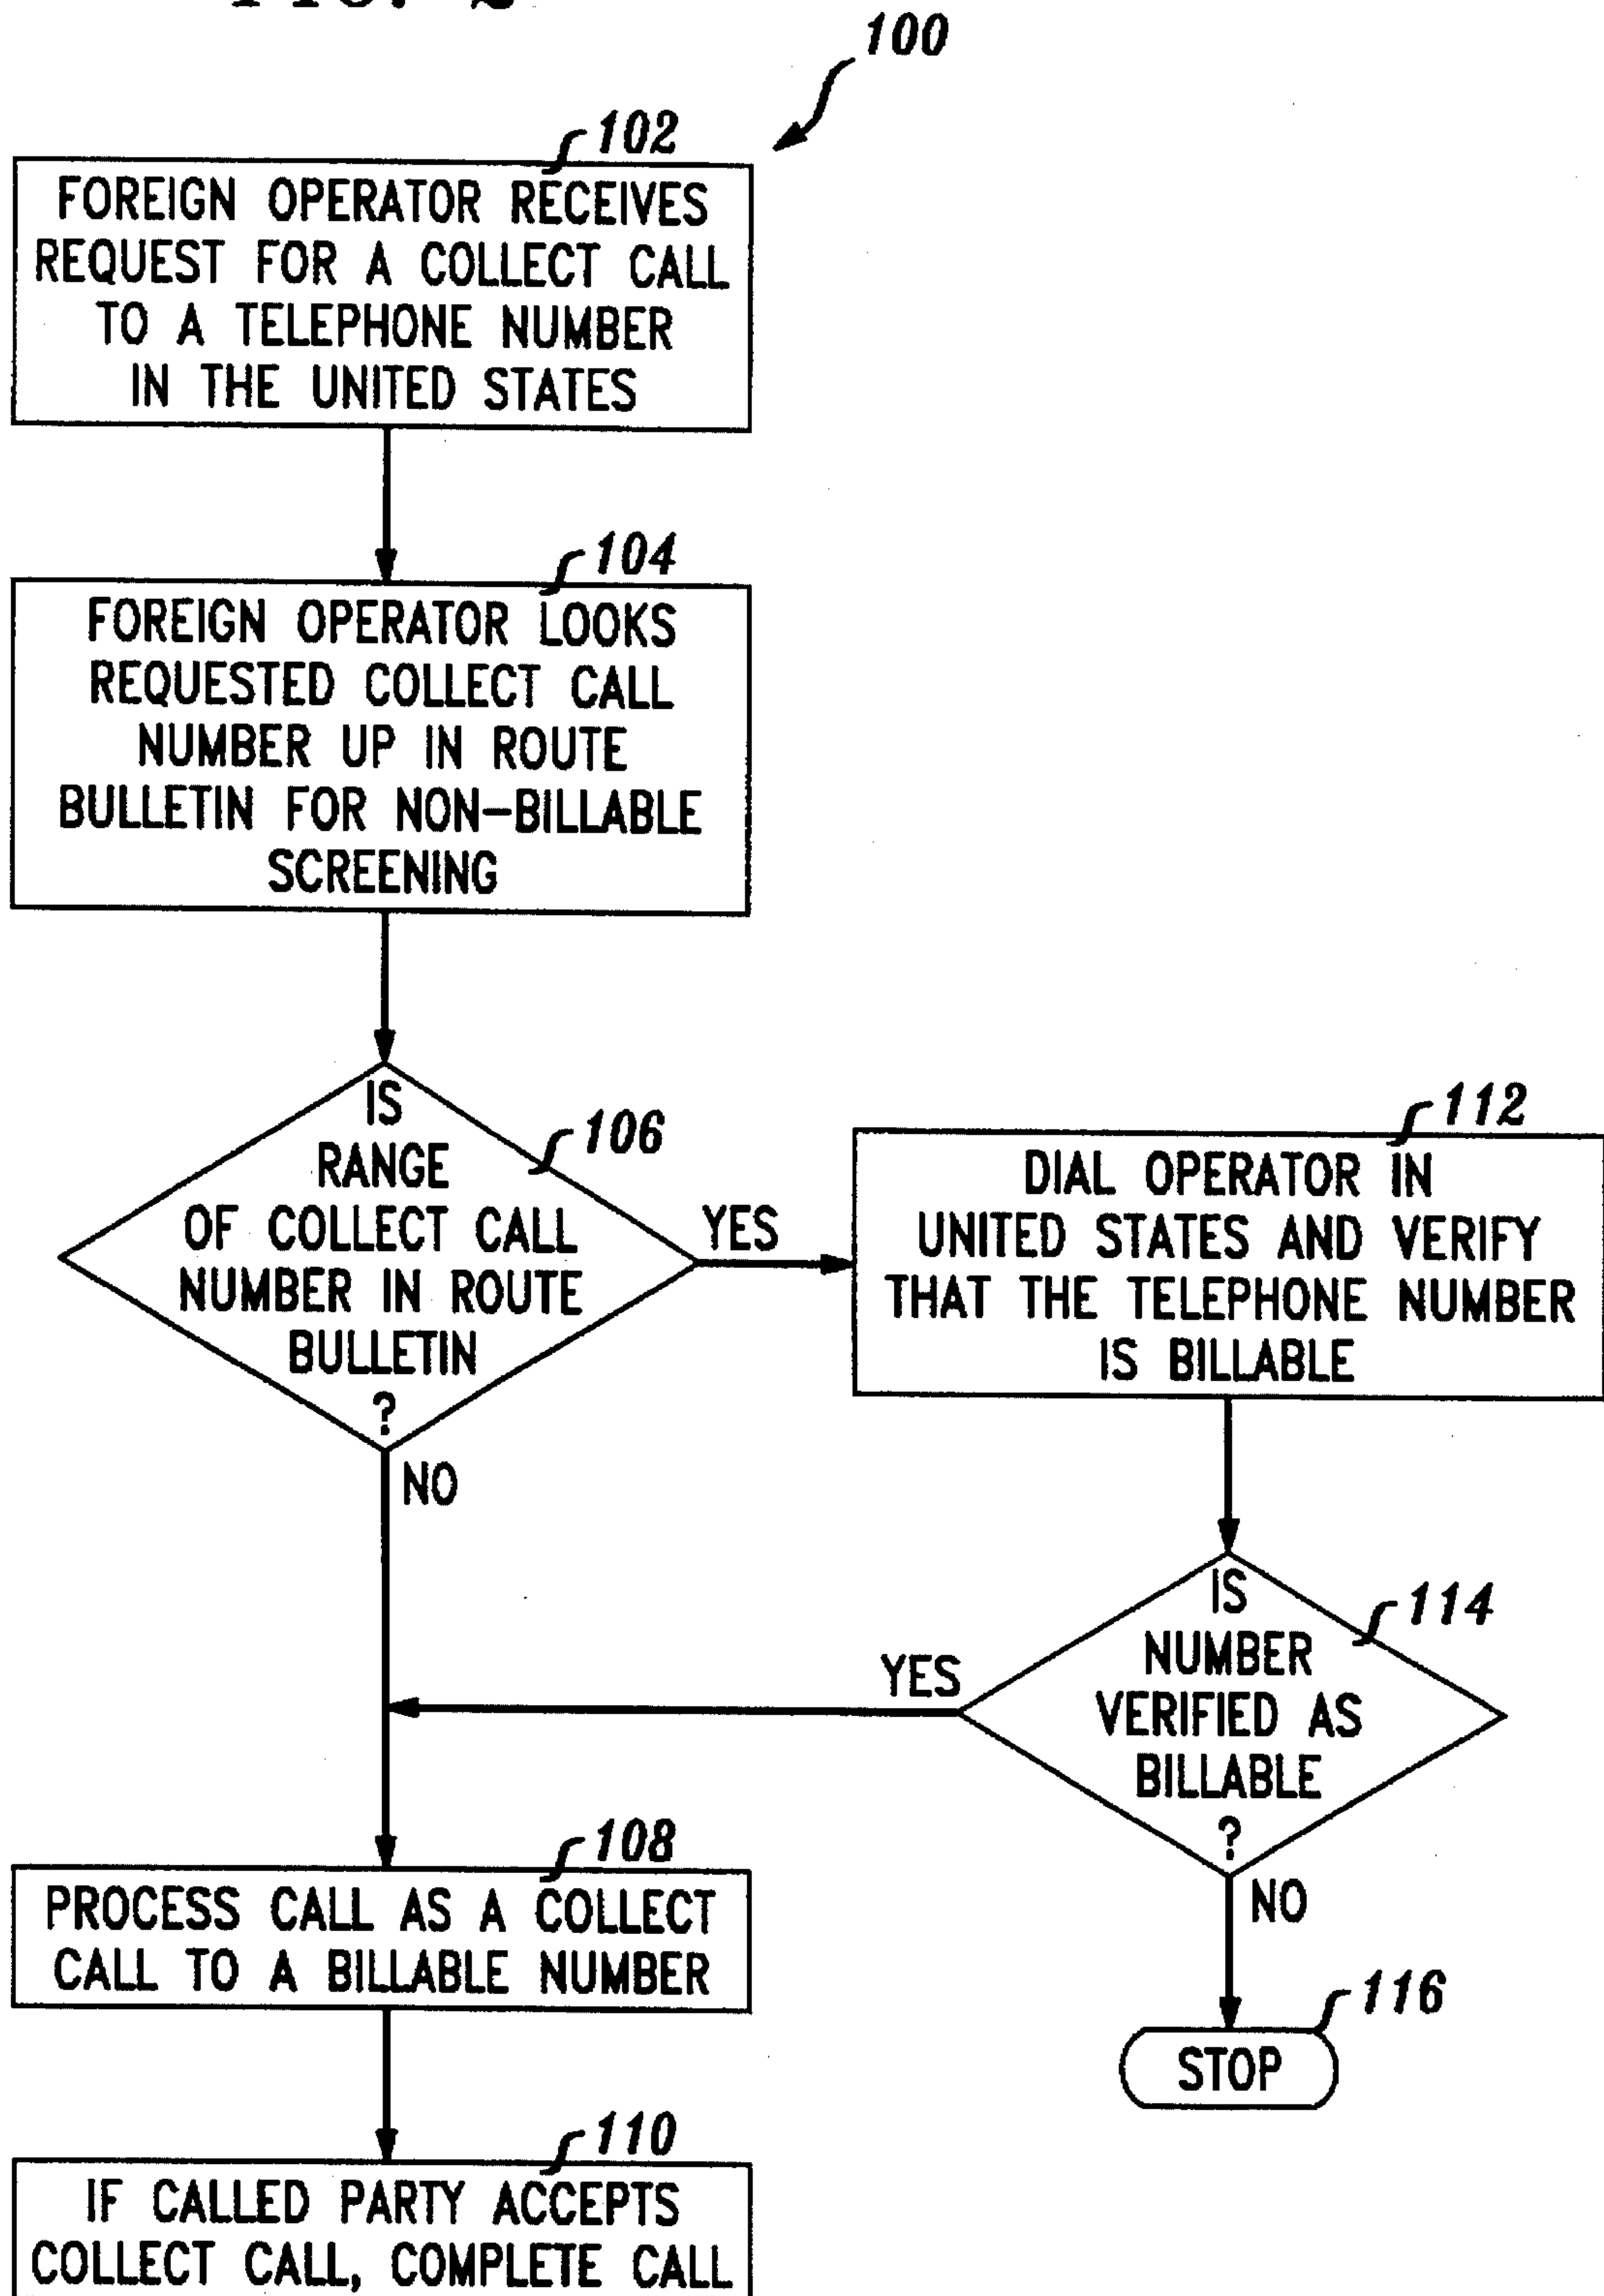 100
102
FOREIGN OPERATOR RECEIVES
REQUEST FOR A COLLECT CALL
TO A TELEPHONE NUMBER
IN THE UNITED STATES
104
FOREIGN OPERATOR LOOKS
REQUESTED COLLECT CALL
NUMBER UP IN ROUTE
BULLETIN FOR NON-BILLABLE
SCREENING
106
IS
RANGE
OF COLLECT CALL
NUMBER IN ROUTE
BULLETIN
?
YES
NO
112
DIAL OPERATOR IN
UNITED STATES AND VERIFY
THAT THE TELEPHONE NUMBER
IS BILLABLE
114
IS
NUMBER
VERIFIED AS
BILLABLE
?
YES
NO
116
STOP
108
PROCESS CALL AS A COLLECT
CALL TO A BILLABLE NUMBER
110
IF CALLED PARTY ACCEPTS
COLLECT CALL, COMPLETE CALL